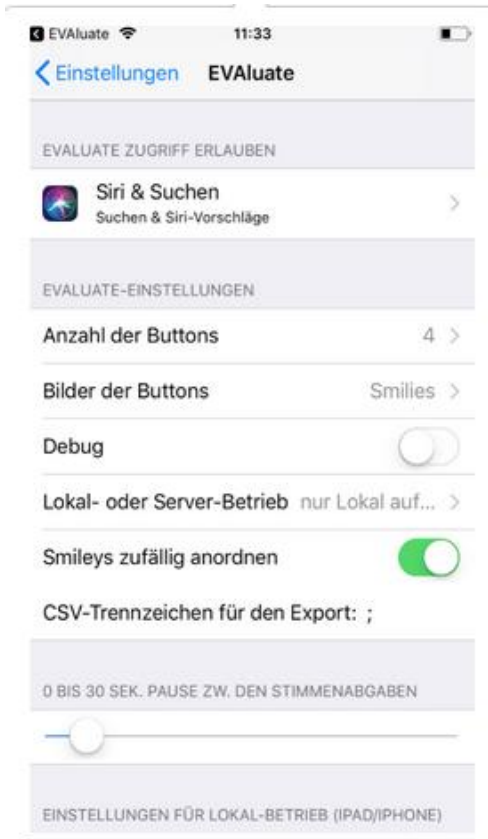 EVAluate 11:33
Einstellungen EVAluate
EVALUATE ZUGRIFF ERLAUBEN
Siri & Suchen
Suchen & Siri-Vorschläge
EVALUATE-EINSTELLUNGEN
Anzahl der Buttons 4
Bilder der Buttons Smilies
Debug
Lokal- oder Server-Betrieb nur Lokal auf...
Smileys zufällig anordnen
CSV-Trennzeichen für den Export: ;
0 BIS 30 SEK. PAUSE ZW. DEN STIMMENABGABEN
EINSTELLUNGEN FÜR LOKAL-BETRIEB (IPAD/IPHONE)